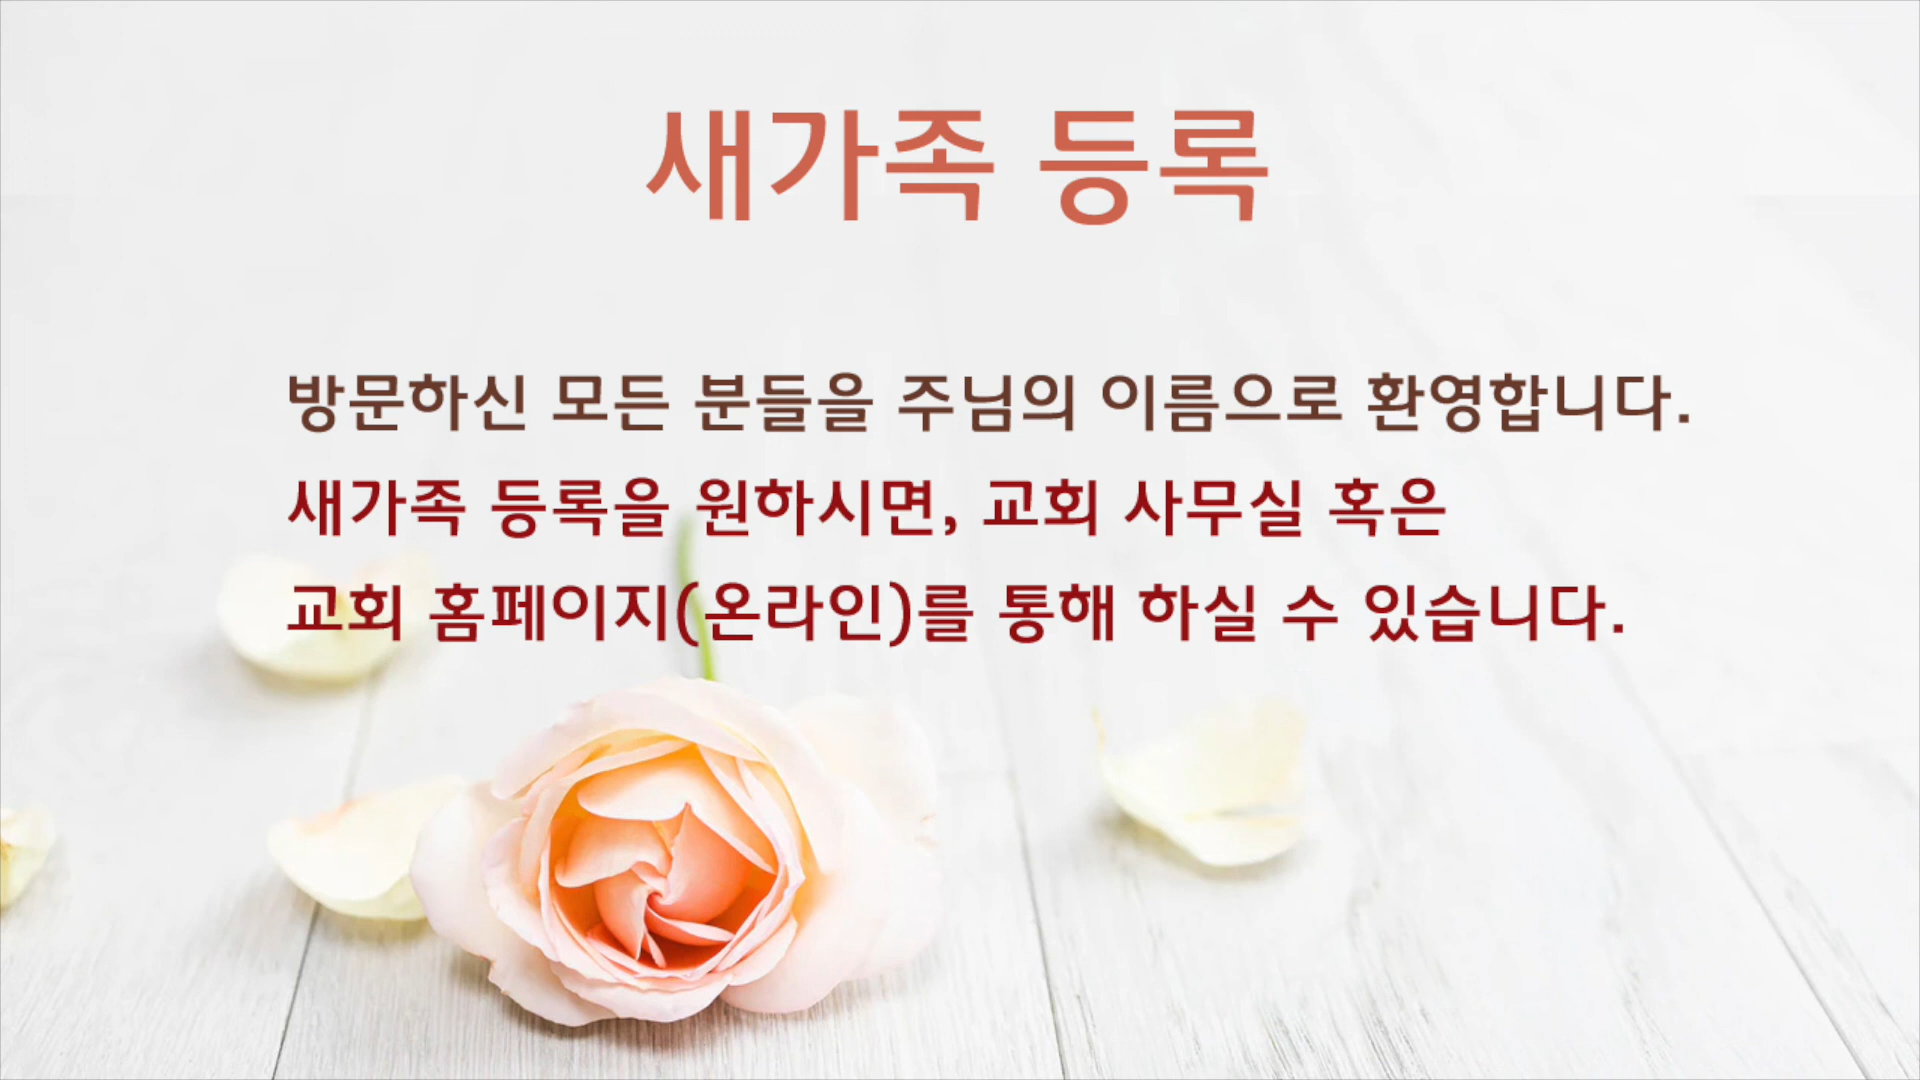 새가족 등록
방문하신 모든 분들을 주님의 이름으로 환영합니다.
새가족 등록을 원하시면, 교회 사무실 혹은
교회 홈페이지(온라인)를 통해 하실 수 있습니다.